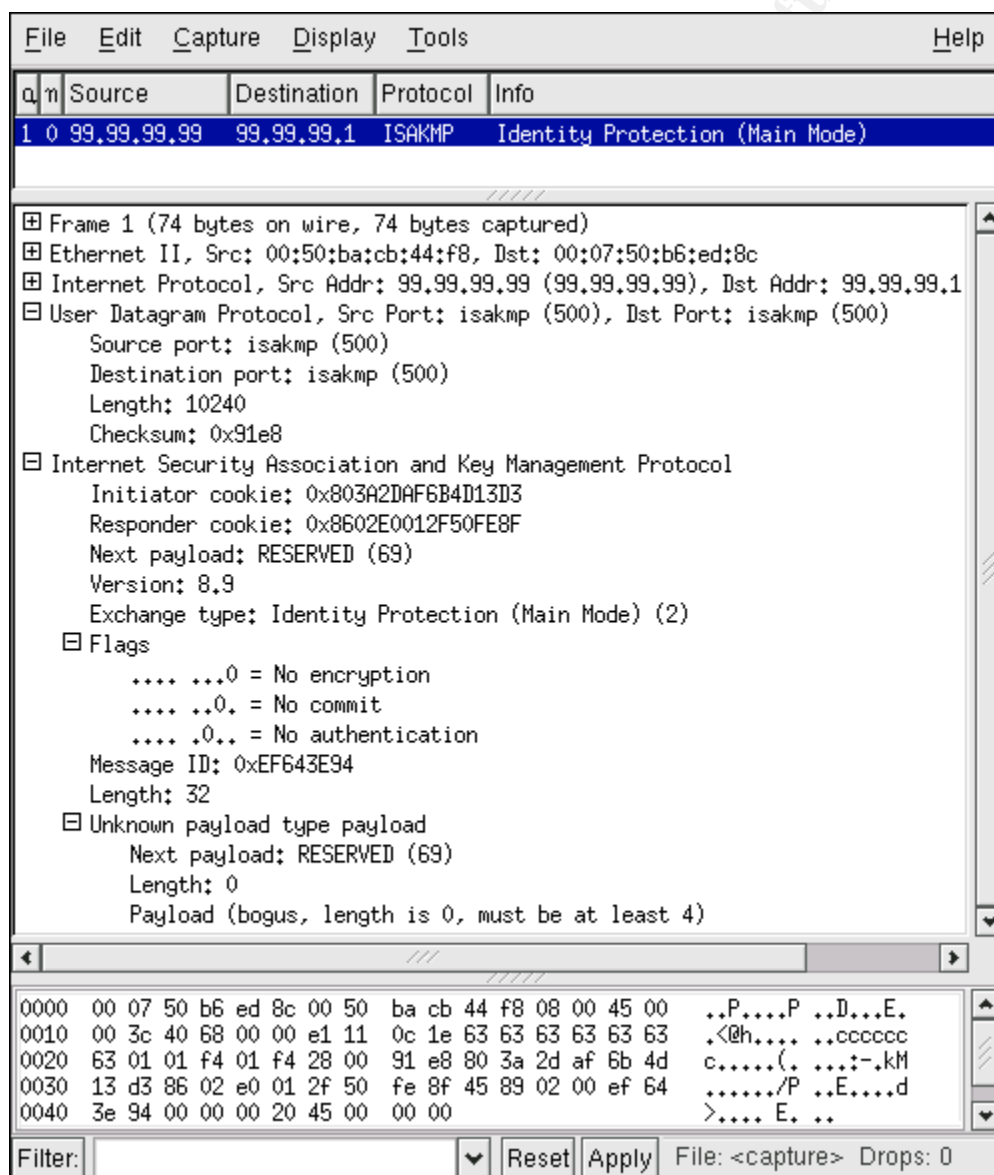 File Edit Capture Display Tools Help
Source Destination Protocol Info
1 0 99.99.99.99 99.99.99.1 ISAKMP Identity Protection (Main Mode)
Frame 1 (74 bytes on wire, 74 bytes captured)
Ethernet II, Src: 00:50:ba:cb:44:f8, Dst: 00:07:50:b6:ed:8c
Internet Protocol, Src Addr: 99.99.99.99 (99.99.99.99), Dst Addr: 99.99.99.1
User Datagram Protocol, Src Port: isakmp (500), Dst Port: isakmp (500)
Source port: isakmp (500)
Destination port: isakmp (500)
Length: 10240
Checksum: 0x91e8
Internet Security Association and Key Management Protocol
Initiator cookie: 0x803A2DAF6B4D13D3
Responder cookie: 0x8602E0012F50FE8F
Next payload: RESERVED (69)
Version: 8.9
Exchange type: Identity Protection (Main Mode) (2)
Flags
.... ...0 = No encryption
.... ..0. = No commit
.... .0.. = No authentication
Message ID: 0xEF643E94
Length: 32
Unknown payload type payload
Next payload: RESERVED (69)
Length: 0
Payload (bogus, length is 0, must be at least 4)
0000 00 07 50 b6 ed 8c 00 50 ba cb 44 f8 08 00 45 00 ..P....P ..D...E.
0010 00 3c 40 68 00 00 e1 11 0c 1e 63 63 63 63 63 63 .<@h.... ..cccccc
0020 63 01 01 f4 01 f4 28 00 91 e8 80 3a 2d af 6b 4d c.....(. ...:-.kM
0030 13 d3 86 02 e0 01 2f 50 fe 8f 45 89 02 00 ef 64 ....../P ..E....d
0040 3e 94 00 00 00 20 45 00 00 00 >.... E. ..
Filter: Reset Apply File: <capture> Drops: 0